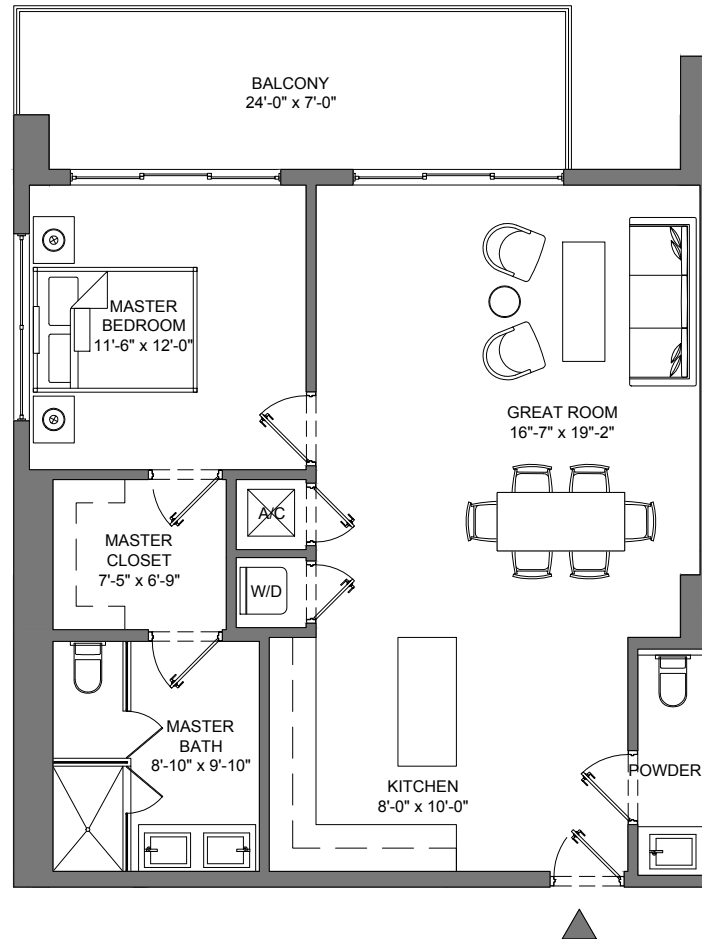 BALCONY
24'-0" x 7'-0"
MASTER
BEDROOM
11'-6" x 12'-0"
GREAT ROOM
16"-7" x 19"-2"
A/C
MASTER
CLOSET
7'-5" x 6'-9"
W/D
MASTER
BATH
8'-10" x 9'-10"
KITCHEN
8'-0" x 10'-0"
POWDER